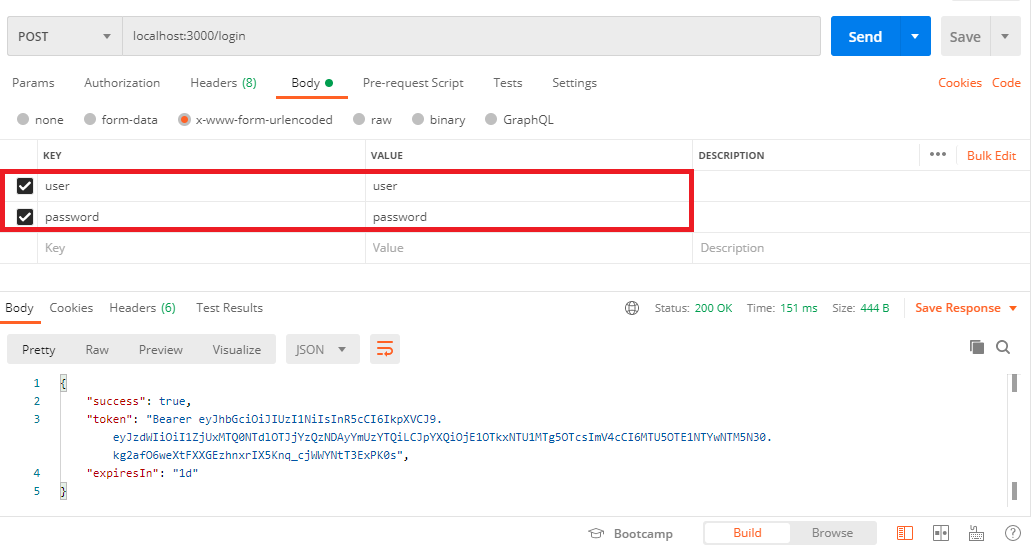 POST localhost:3000/login Send Save
Params Authorization Headers (8) Body Pre-request Script Tests Settings Cookies Code
none form-data x-www-form-urlencoded raw binary GraphQL
KEY VALUE DESCRIPTION ••• Bulk Edit
user user
password password
Key Value Description
Body Cookies Headers (6) Test Results Status: 200 OK Time: 151 ms Size: 444 B Save Response
Pretty Raw Preview Visualize JSON
1 {
2 "success": true,
3 "token": "Bearer eyJhbGciOiJIUzI1NiIsInR5cCI6IkpXVCJ9.
eyJzdWIiOiI1ZjUxMTQ0NTdlOTJjYzQzNDAyYmUzYTQiLCJpYXQiOjE1OTkxNTU1MTg5OTcsImV4cCI6MTU5OTE1NTYwNTM5N30.
kg2afO6weXtFXXGEzhnxrIX5Knq_cjWWYNtT3ExPK0s",
4 "expiresIn": "1d"
5 }
Bootcamp Build Browse